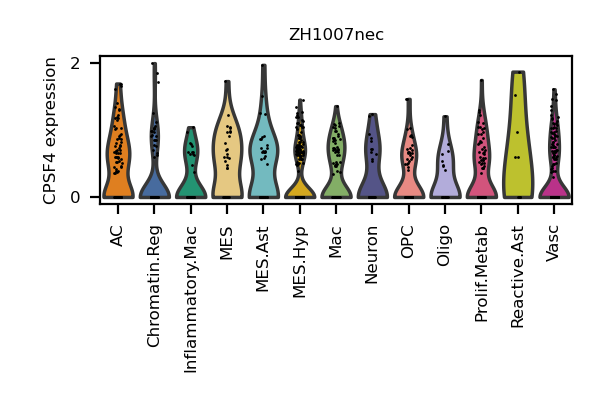 ZH1007nec
CPSF4 expression
2
0
AC
Chromatin.Reg
Inflammatory.Mac
MES
MES.Ast
MES.Hyp
Mac
Neuron
OPC
Oligo
Prolif.Metab
Reactive.Ast
Vasc